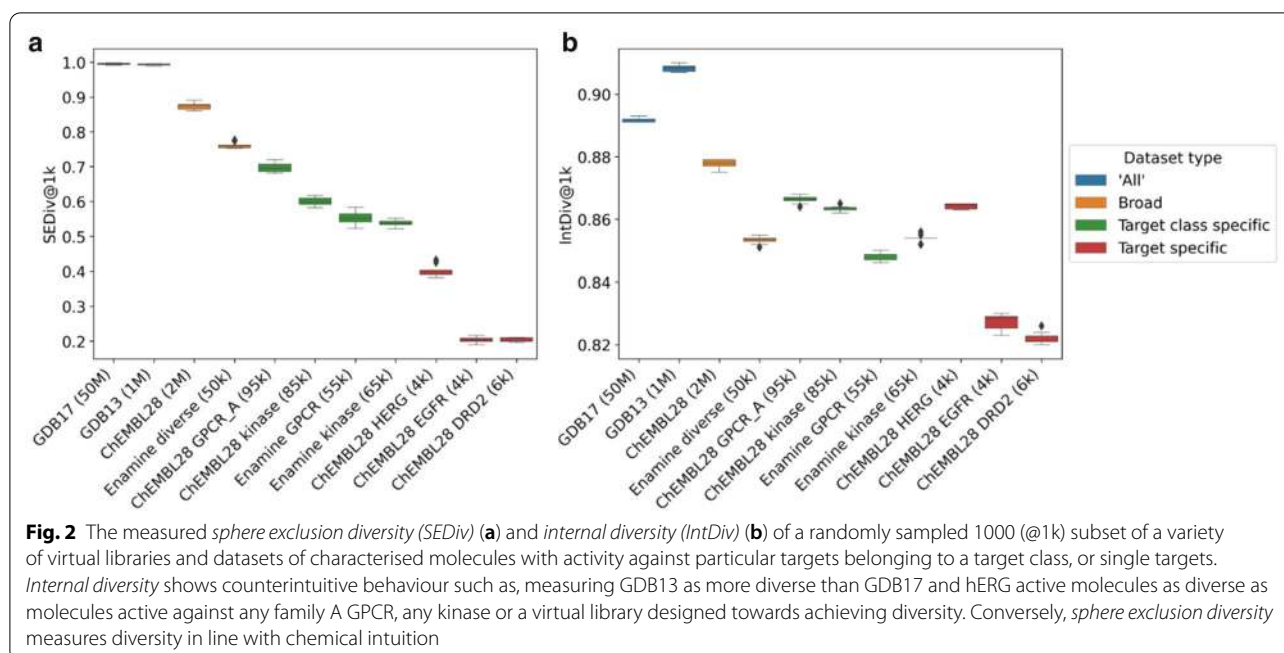 a
1.0
0.9
0.8
0.7
0.6
0.5
0.4
0.3
0.2
SEDiv@1k
GDB17 (50M)
GDB13 (1M)
ChEMBL28 (2M)
Enamine diverse (50k)
ChEMBL28 GPCR_A (95k)
ChEMBL28 kinase (85k)
Enamine GPCR (55k)
Enamine kinase (65k)
ChEMBL28 HERG (4k)
ChEMBL28 EGFR (4k)
ChEMBL28 DRD2 (6k)
b
0.90
0.88
0.86
0.84
0.82
IntDiv@1k
GDB17 (50M)
GDB13 (1M)
ChEMBL28 (2M)
Enamine diverse (50k)
ChEMBL28 GPCR_A (95k)
ChEMBL28 kinase (85k)
Enamine GPCR (55k)
Enamine kinase (65k)
ChEMBL28 HERG (4k)
ChEMBL28 EGFR (4k)
ChEMBL28 DRD2 (6k)
Dataset type
'All'
Broad
Target class specific
Target specific
Fig. 2 The measured sphere exclusion diversity (SEDiv) (a) and internal diversity (IntDiv) (b) of a randomly sampled 1000 (@1k) subset of a variety
of virtual libraries and datasets of characterised molecules with activity against particular targets belonging to a target class, or single targets.
Internal diversity shows counterintuitive behaviour such as, measuring GDB13 as more diverse than GDB17 and hERG active molecules as diverse as
molecules active against any family A GPCR, any kinase or a virtual library designed towards achieving diversity. Conversely, sphere exclusion diversity
measures diversity in line with chemical intuition